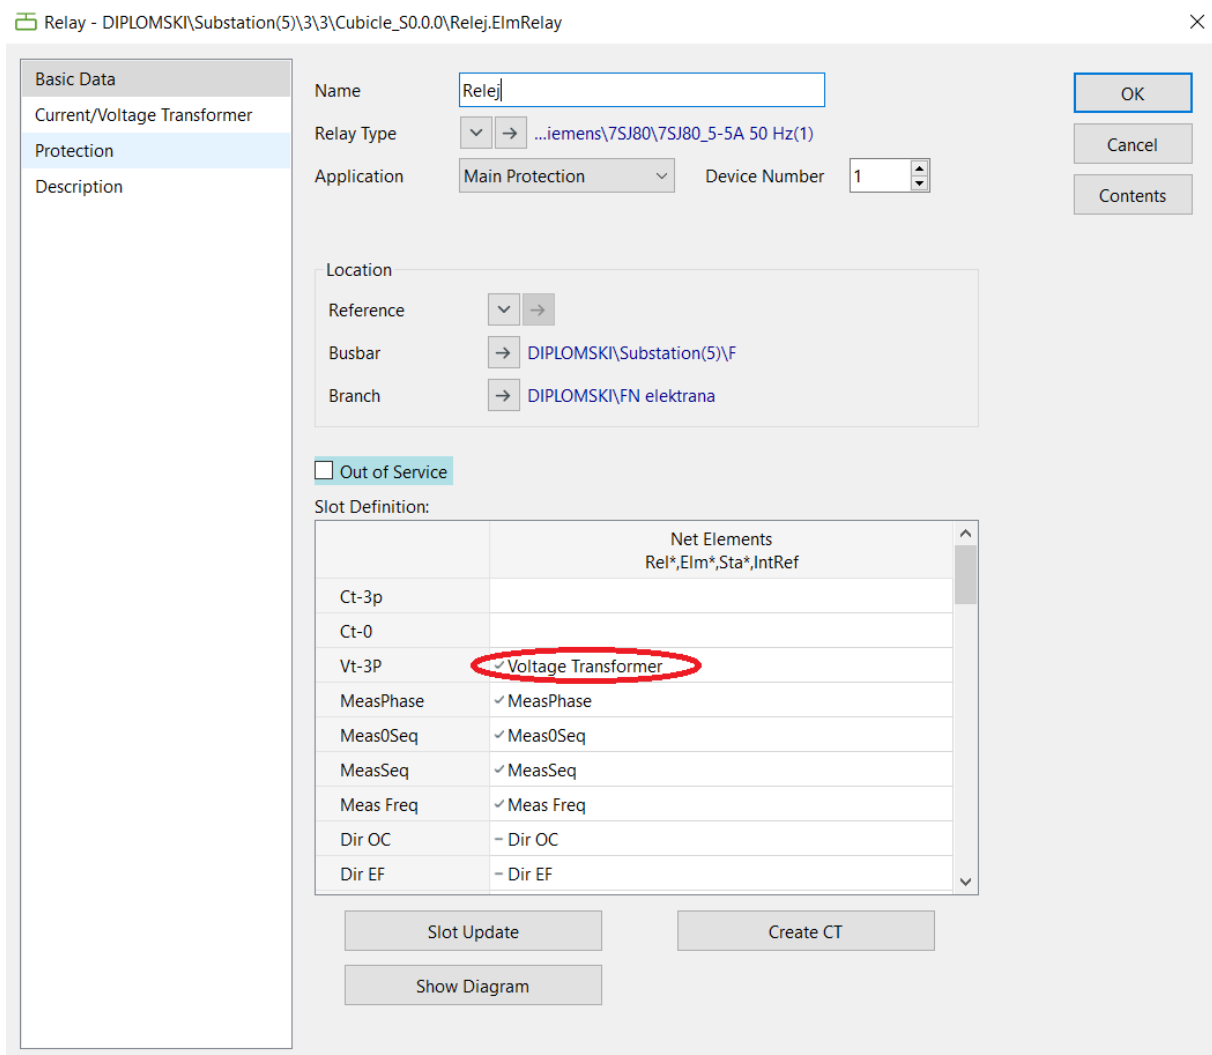 Relay - DIPLOMSKI\Substation(5)\3\3\Cubicle_S0.0.0\Relej.ElmRelay
Basic Data
Current/Voltage Transformer
Protection
Description
Name
Relej
Relay Type
...iemens\7SJ80\7SJ80_5-5A 50 Hz(1)
Application
Main Protection
Device Number
1
OK
Cancel
Contents
Location
Reference
Busbar
DIPLOMSKI\Substation(5)\F
Branch
DIPLOMSKI\FN elektrana
Out of Service
Slot Definition:
Net Elements
Rel*,Elm*,Sta*,IntRef
Ct-3p
Ct-0
Vt-3P Voltage Transformer
MeasPhase MeasPhase
Meas0Seq Meas0Seq
MeasSeq MeasSeq
Meas Freq Meas Freq
Dir OC Dir OC
Dir EF Dir EF
Slot Update
Create CT
Show Diagram